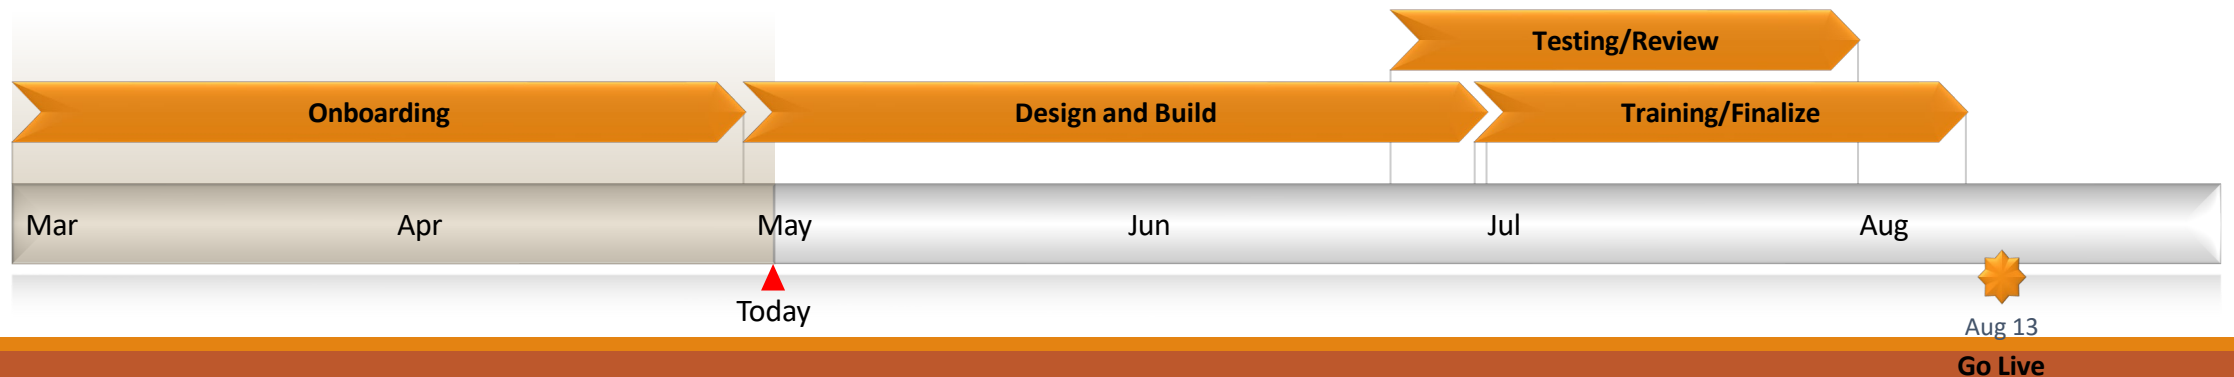 Testing/Review
Onboarding
Design and Build
Training/Finalize
Mar
Apr
May
Jun
Jul
Aug
Today
Aug 13
Go Live